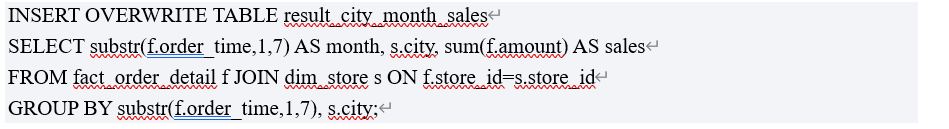 INSERT OVERWRITE TABLE result_city_month_sales
SELECT substr(f.order_time,1,7) AS month, s.city, sum(f.amount) AS sales
FROM fact_order_detail f JOIN dim_store s ON f.store_id=s.store_id
GROUP BY substr(f.order_time,1,7), s.city;